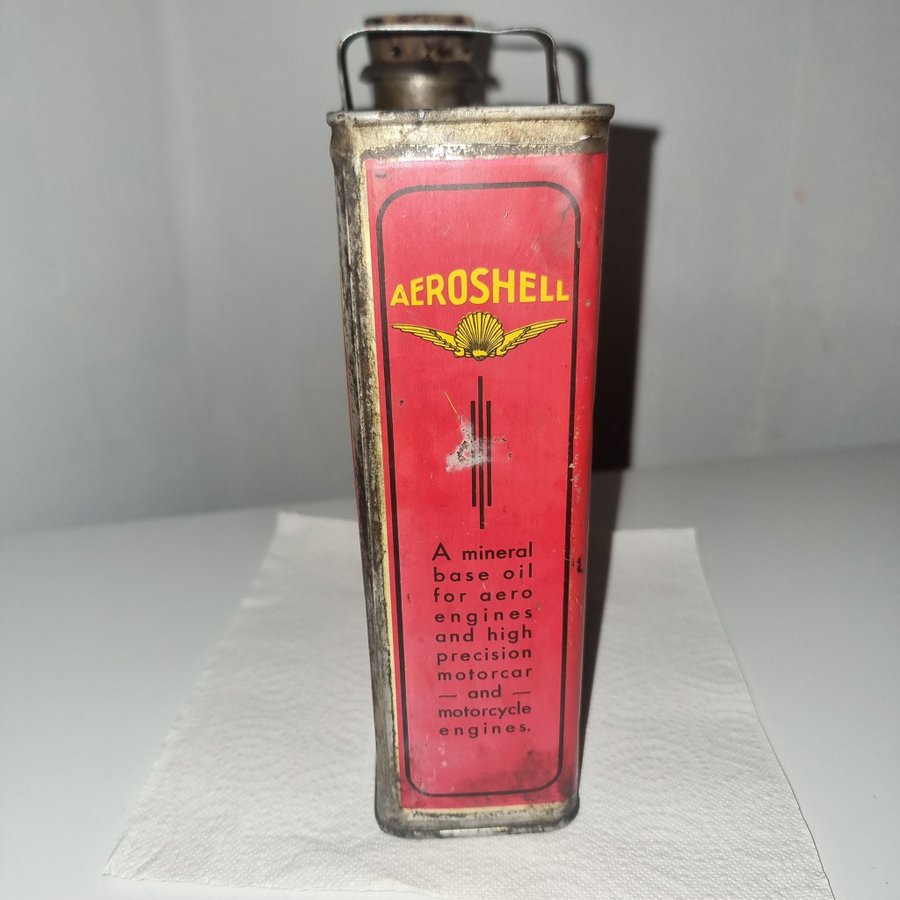 AEROSHELL
A mineral
base oil
for aero
engines
and high
precision
motorcar
— and —
motorcycle
engines.